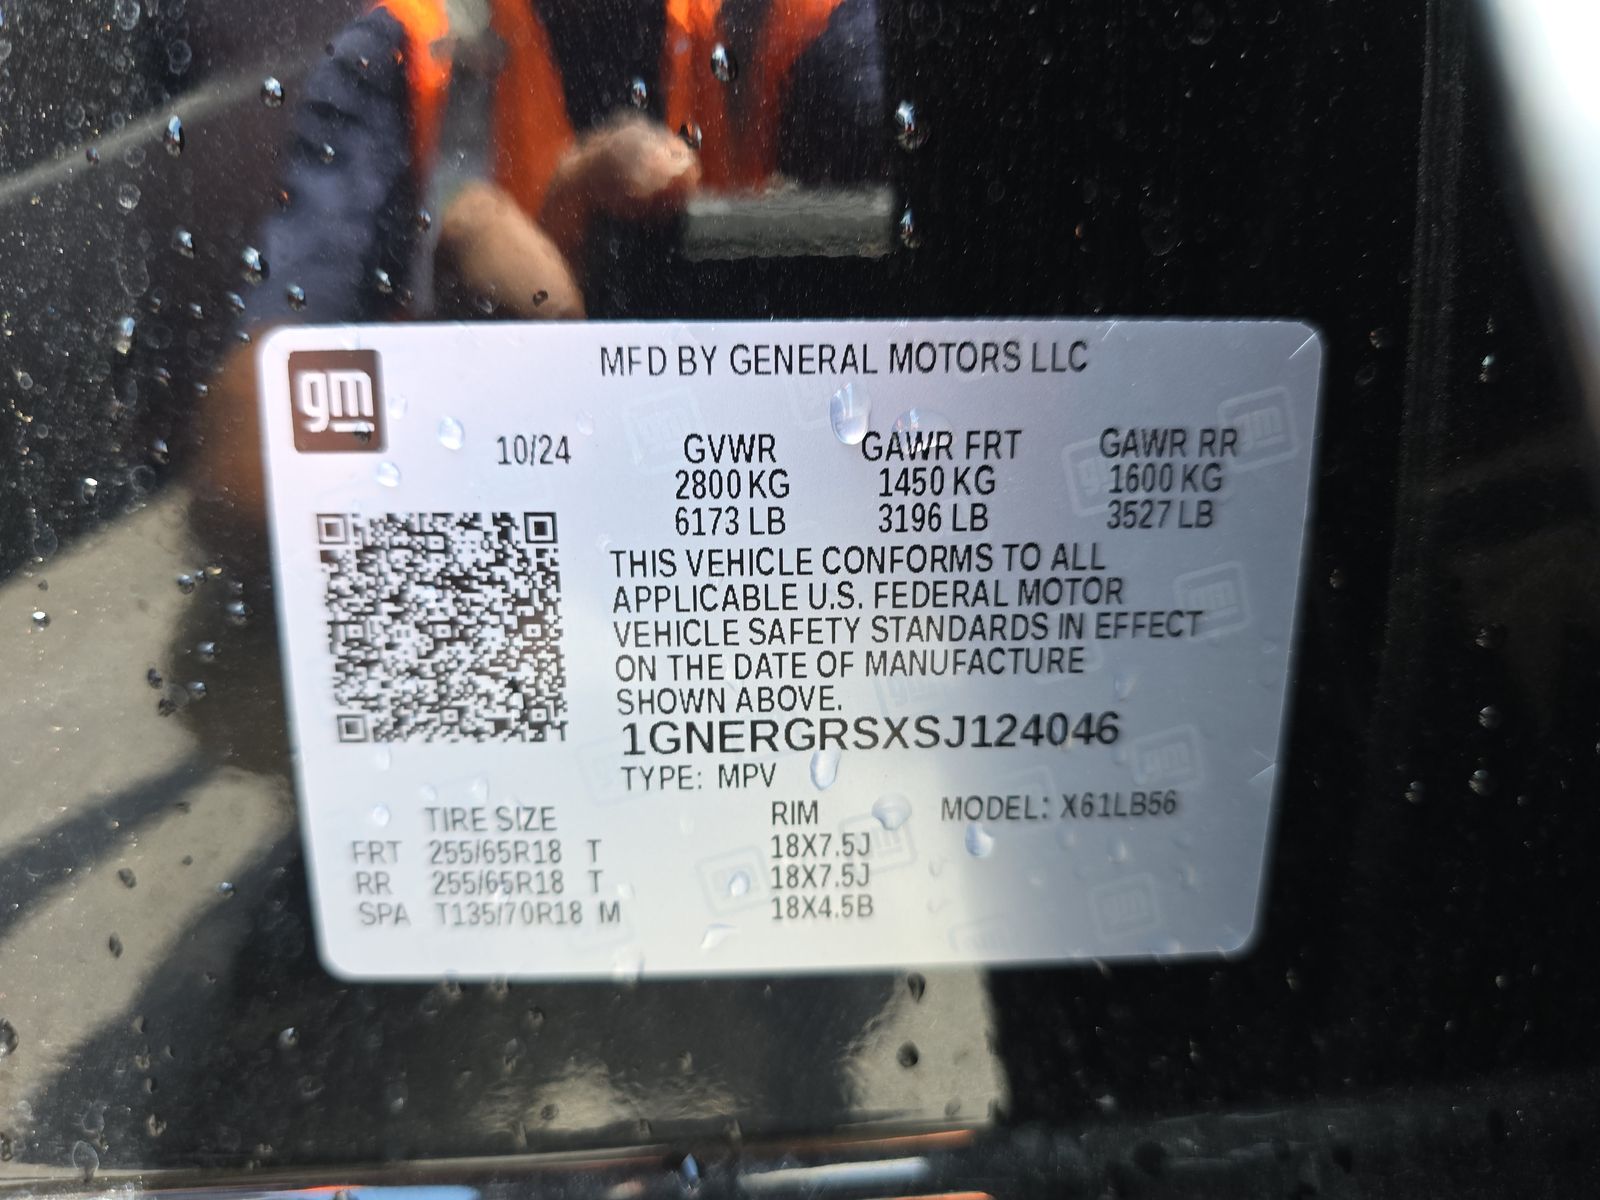 gm
MFD BY GENERAL MOTORS LLC
10/24 GVWR GAWR FRT GAWR RR
2800 KG 1450 KG 1600 KG
6173 LB 3196 LB 3527 LB
THIS VEHICLE CONFORMS TO ALL
APPLICABLE U.S. FEDERAL MOTOR
VEHICLE SAFETY STANDARDS IN EFFECT
ON THE DATE OF MANUFACTURE
SHOWN ABOVE.
1GNERGRSXSJ124046
TYPE: MPV
TIRE SIZE RIM MODEL: X61LB56
FRT 255/65R18 T 18X7.5J
RR 255/65R18 T 18X7.5J
SPA T135/70R18 M 18X4.5B